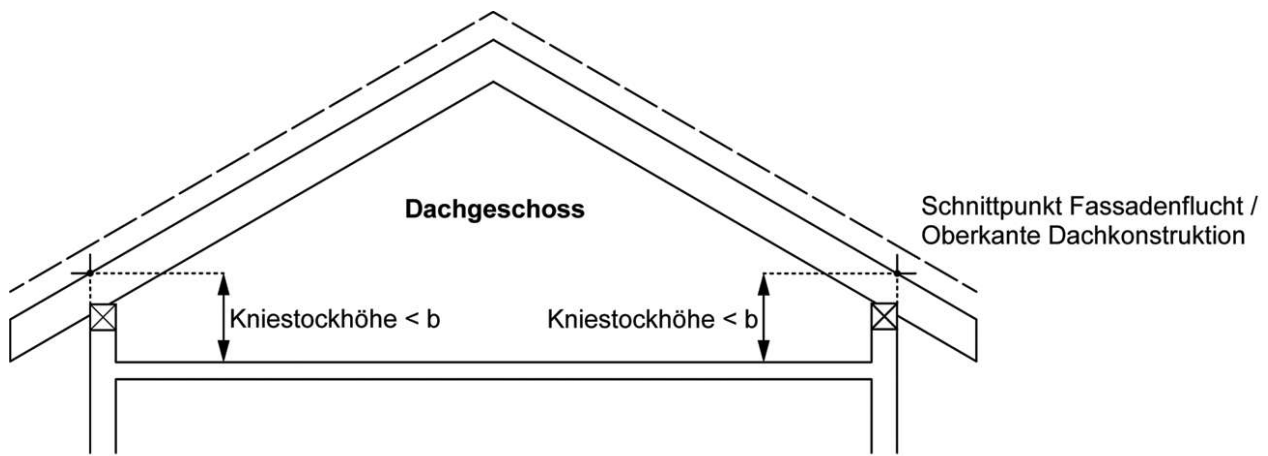 Dachgeschoss
Schnittpunkt Fassadenflucht /
Oberkante Dachkonstruktion
Kniestockhöhe < b
Kniestockhöhe < b